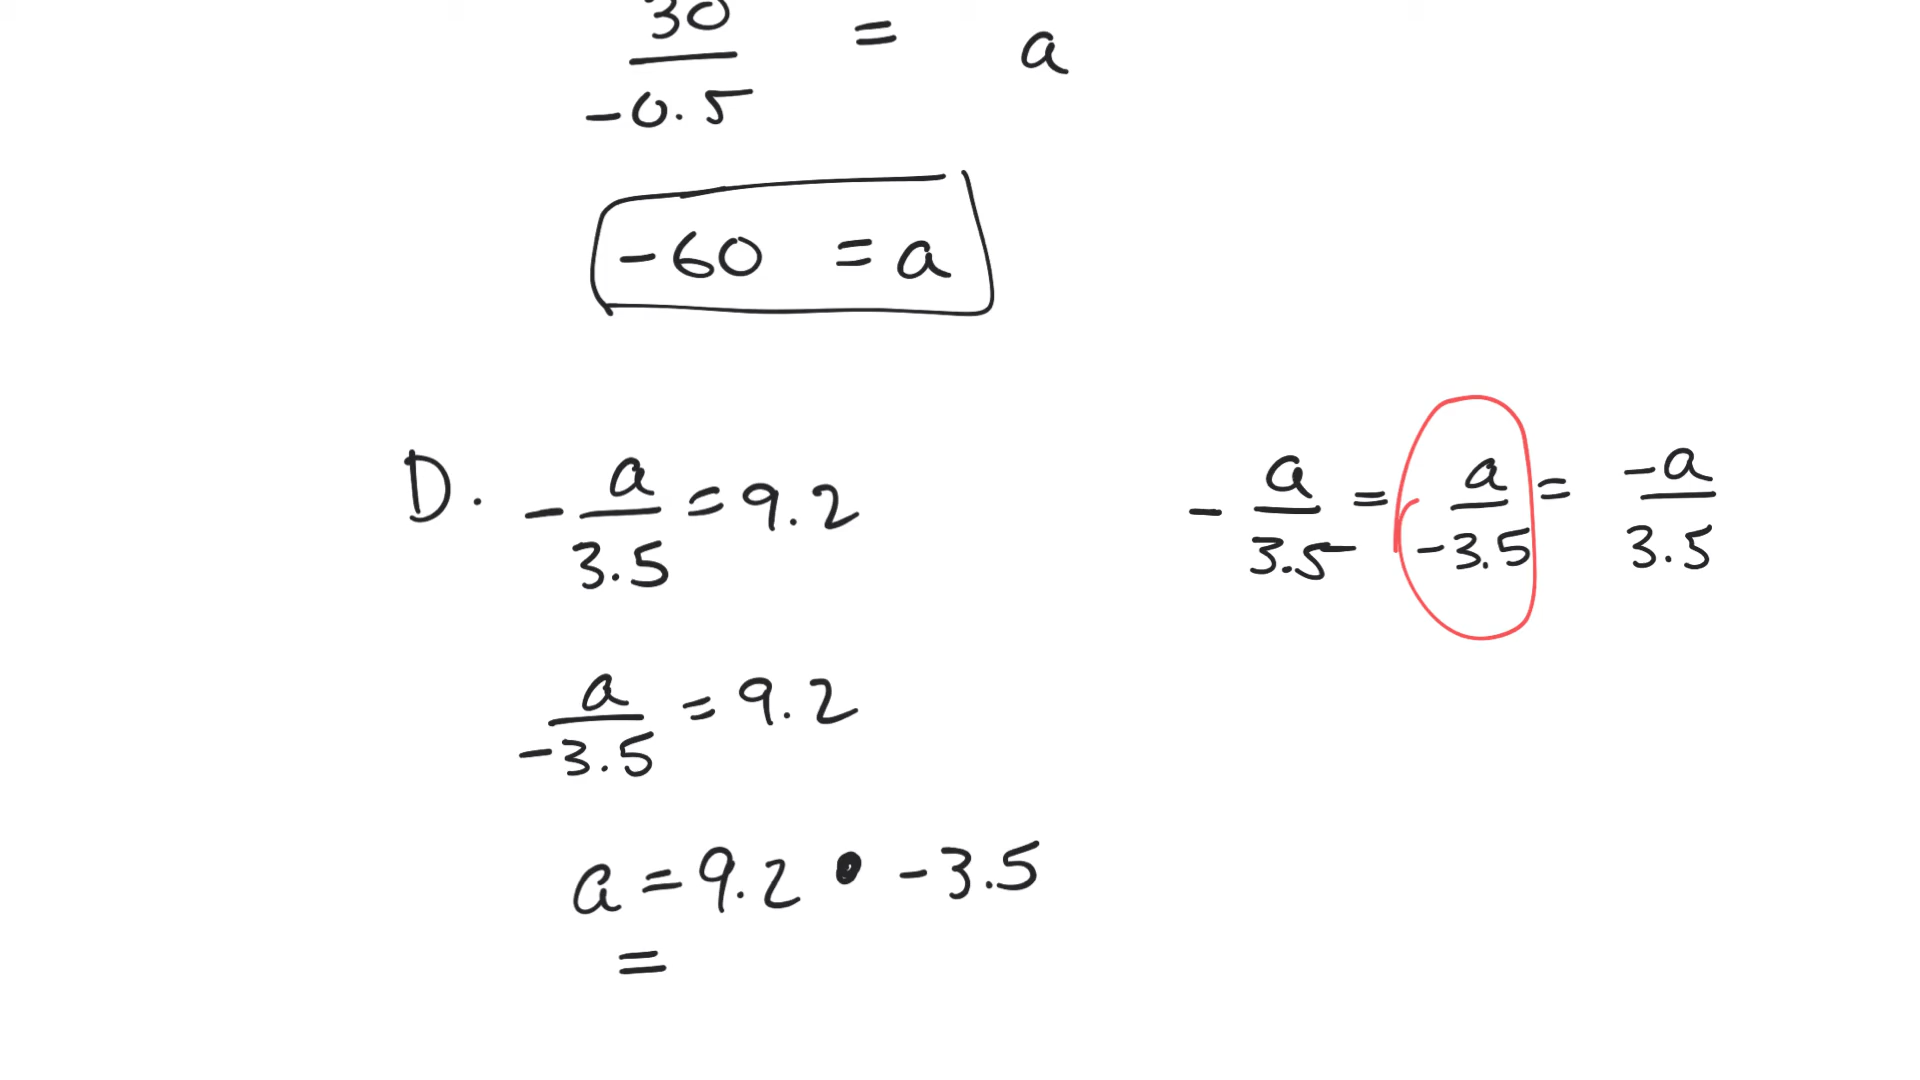 30/-0.5 = a
-60 = a
D. -a/3.5 = 9.2
-a/3.5 = a/-3.5 = -a/3.5
a/-3.5 = 9.2
a = 9.2 • -3.5
=